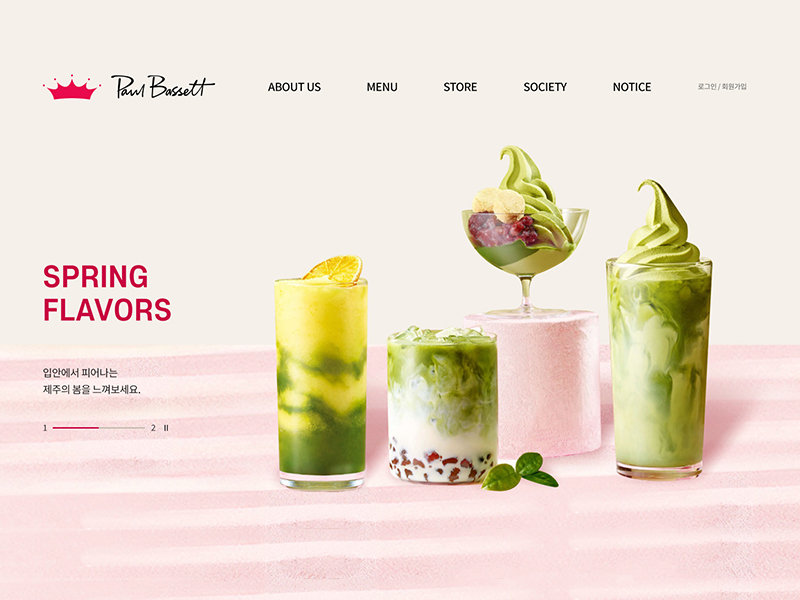 Paul Bassett
ABOUT US MENU STORE SOCIETY NOTICE 로그인 / 회원가입
SPRING
FLAVORS
입안에서 피어나는
제주의 봄을 느껴보세요.
1 2